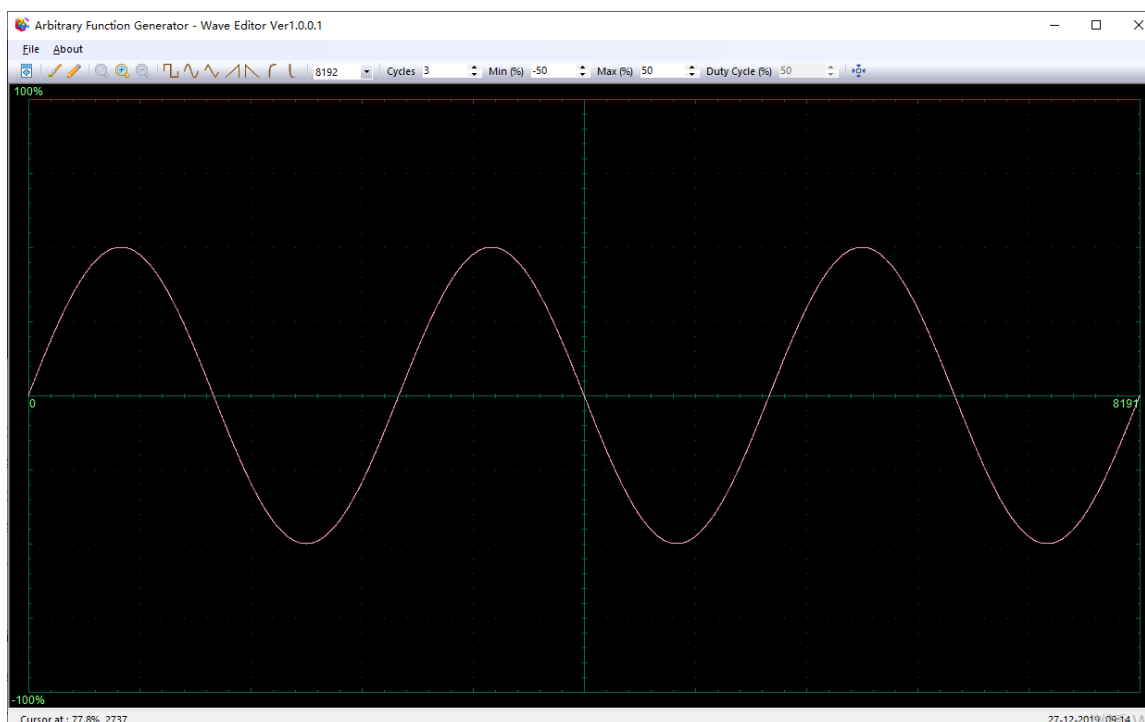 Arbitrary Function Generator - Wave Editor Ver1.0.0.1
File About
8192 Cycles 3 Min (%) -50 Max (%) 50 Duty Cycle (%) 50
100%
0 8191
-100%
Cursor at : 77.8%, 2737 27-12-2019 09:14